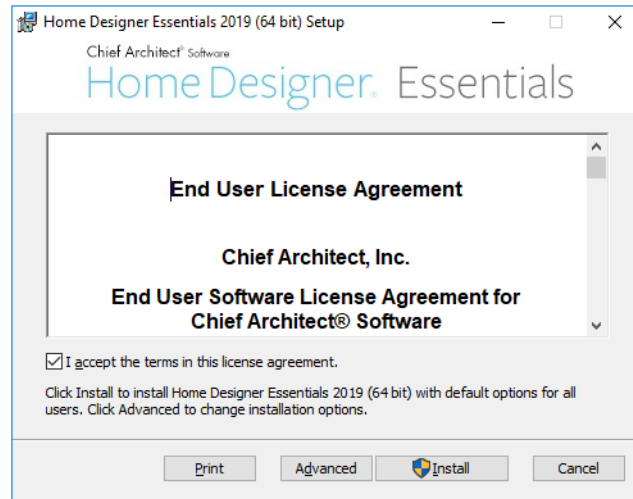 Home Designer Essentials 2019 (64 bit) Setup
Chief Architect® Software
Home Designer® Essentials
End User License Agreement
Chief Architect, Inc.
End User Software License Agreement for
Chief Architect® Software
I accept the terms in this license agreement.
Click Install to install Home Designer Essentials 2019 (64 bit) with default options for all
users. Click Advanced to change installation options.
Print Advanced Install Cancel